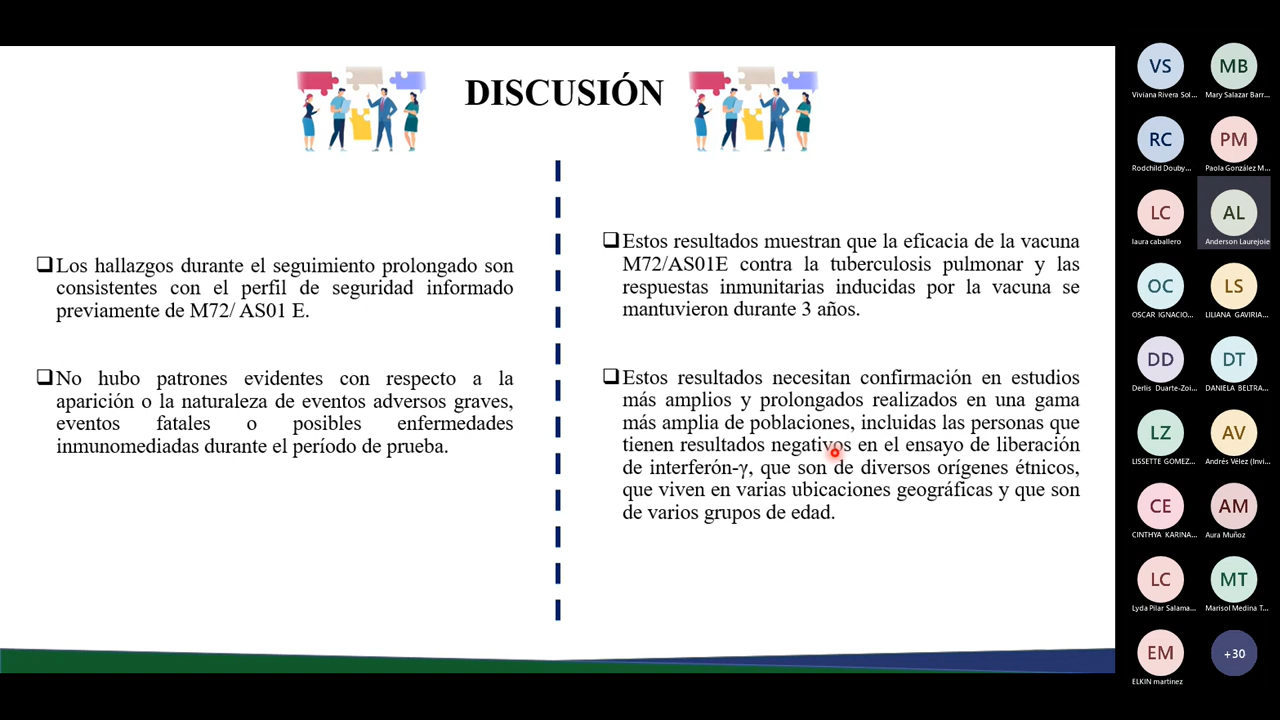 DISCUSIÓN
Los hallazgos durante el seguimiento prolongado son
consistentes con el perfil de seguridad informado
previamente de M72/ AS01 E.
No hubo patrones evidentes con respecto a la
aparición o la naturaleza de eventos adversos graves,
eventos fatales o posibles enfermedades
inmunomediadas durante el período de prueba.
Estos resultados muestran que la eficacia de la vacuna
M72/AS01E contra la tuberculosis pulmonar y las
respuestas inmunitarias inducidas por la vacuna se
mantuvieron durante 3 años.
Estos resultados necesitan confirmación en estudios
más amplios y prolongados realizados en una gama
más amplia de poblaciones, incluidas las personas que
tienen resultados negativos en el ensayo de liberación
de interferón-γ, que son de diversos orígenes étnicos,
que viven en varias ubicaciones geográficas y que son
de varios grupos de edad.
VS
Viviana Rivera Sol...
MB
Mary Salazar Barr...
RC
Rodchild Douby...
PM
Paola González M...
LC
laura caballero
AL
Anderson Laurejoie
OC
OSCAR IGNACIO...
LS
LILIANA GAVIRIA...
DD
Derlis Duarte-Zoi...
DT
DANIELA BELTRA...
LZ
LISSETTE GOMEZ...
AV
Andrés Vélez (Invi...
CE
CINTHYA KARINA...
AM
Aura Muñoz
LC
Lyda Pilar Salama...
MT
Marisol Medina T...
EM
ELKIN martinez
+30